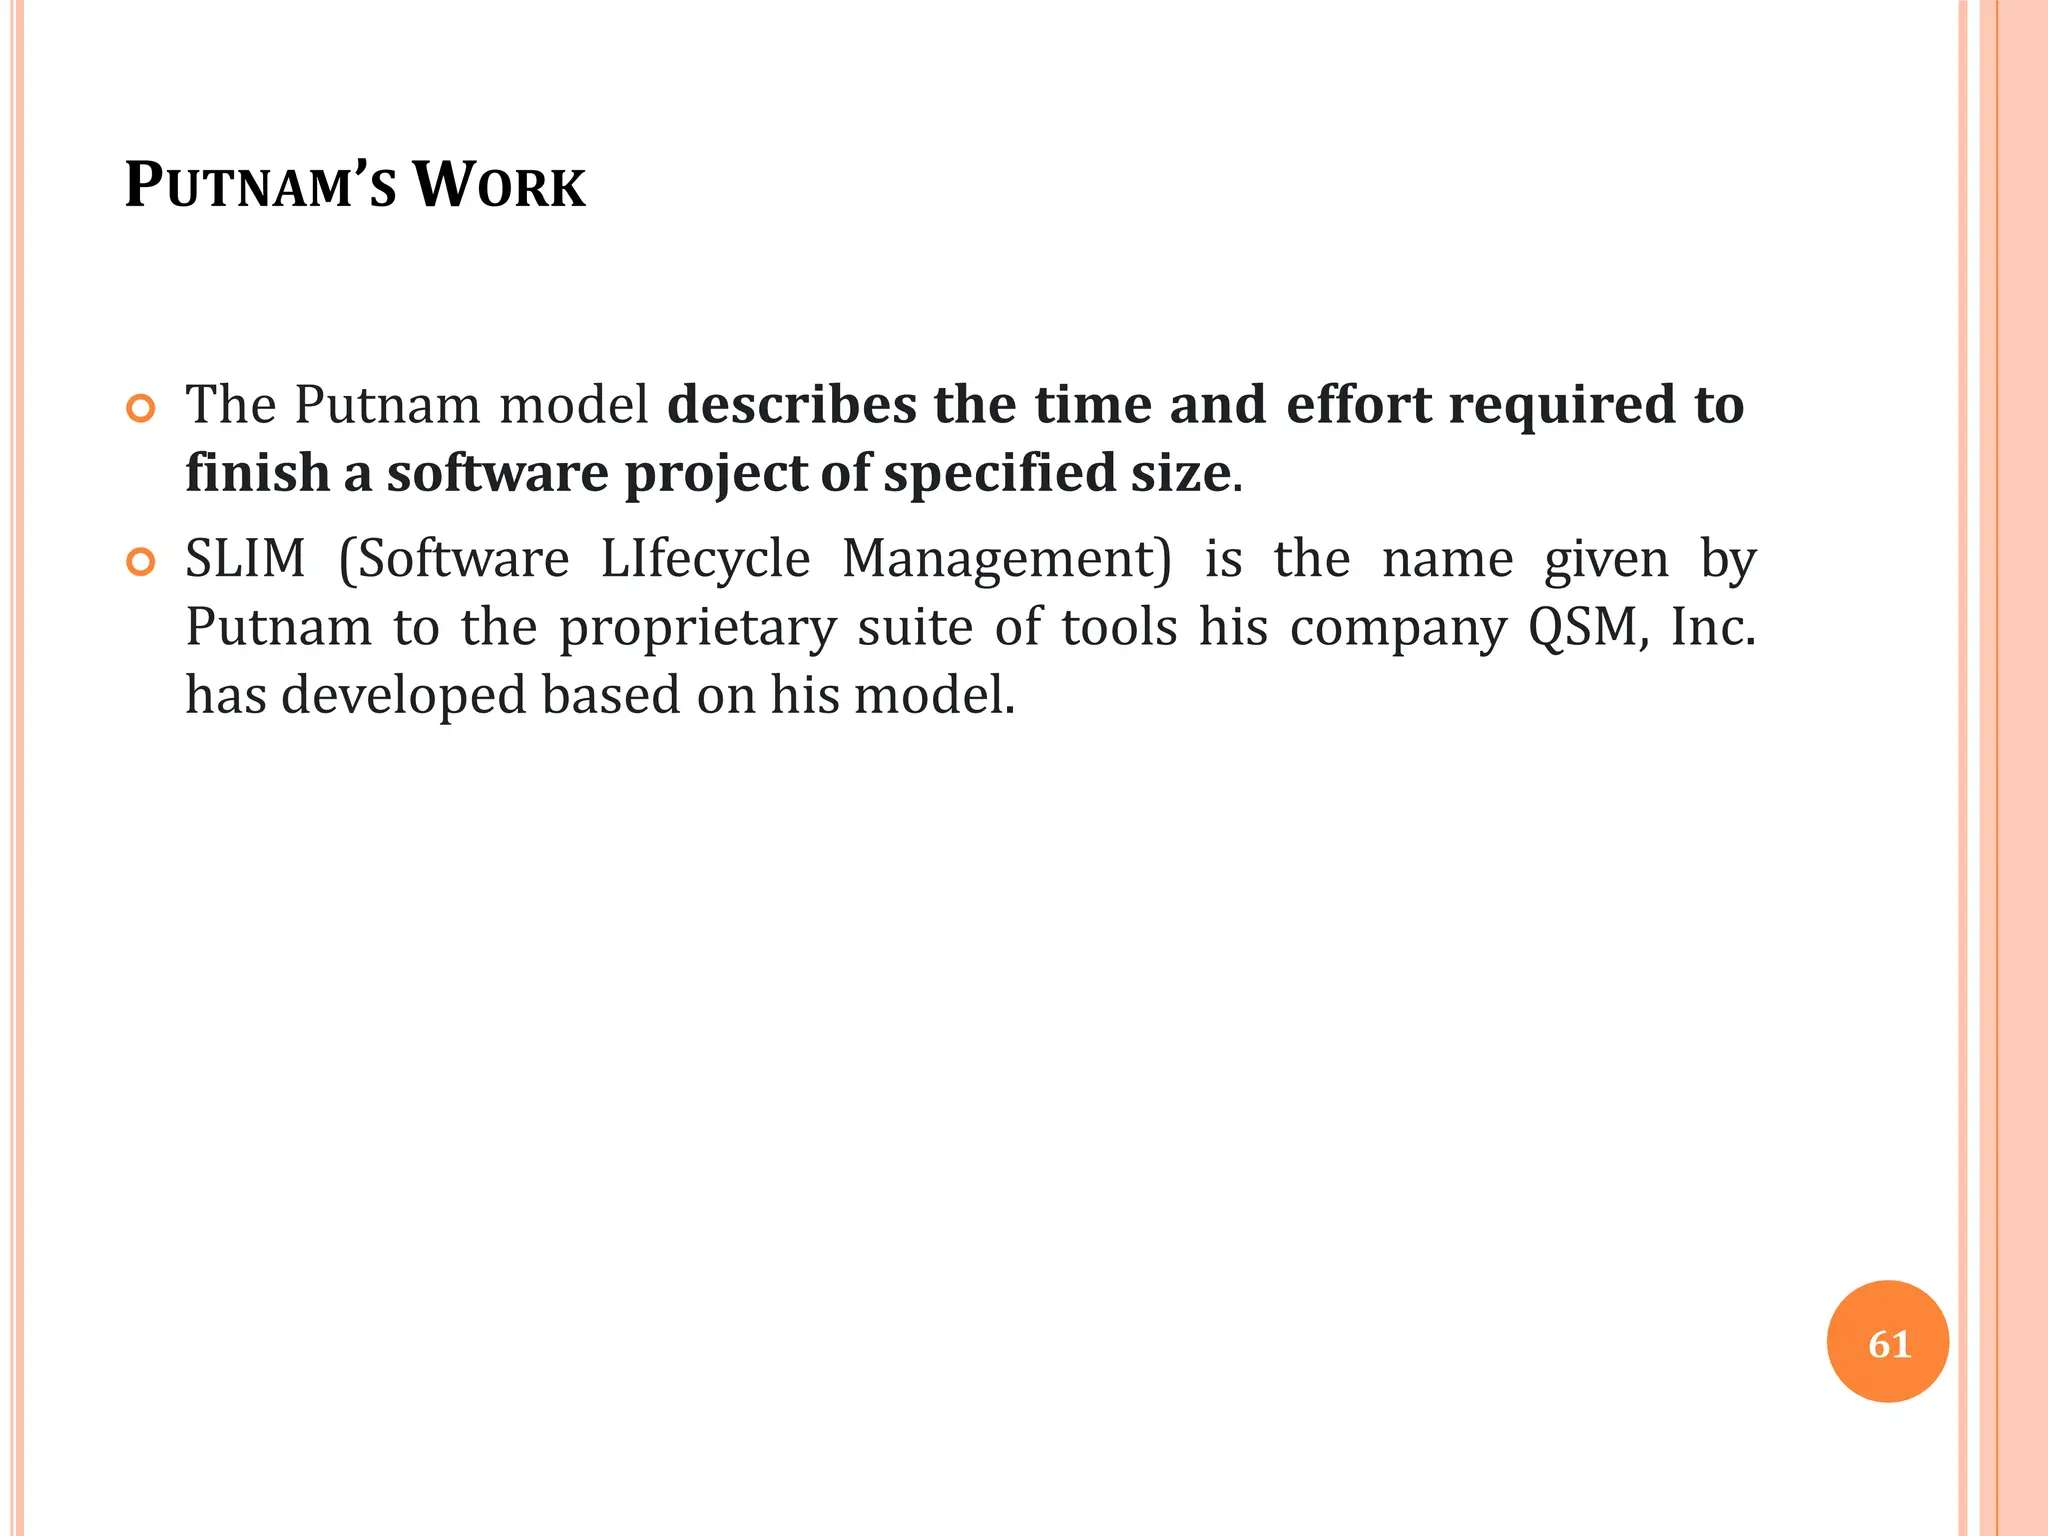 PUTNAM’S WORK
The Putnam model describes the time and effort required to
finish a software project of specified size.
SLIM (Software LIfecycle Management) is the name given by
Putnam to the proprietary suite of tools his company QSM, Inc.
has developed based on his model.
61